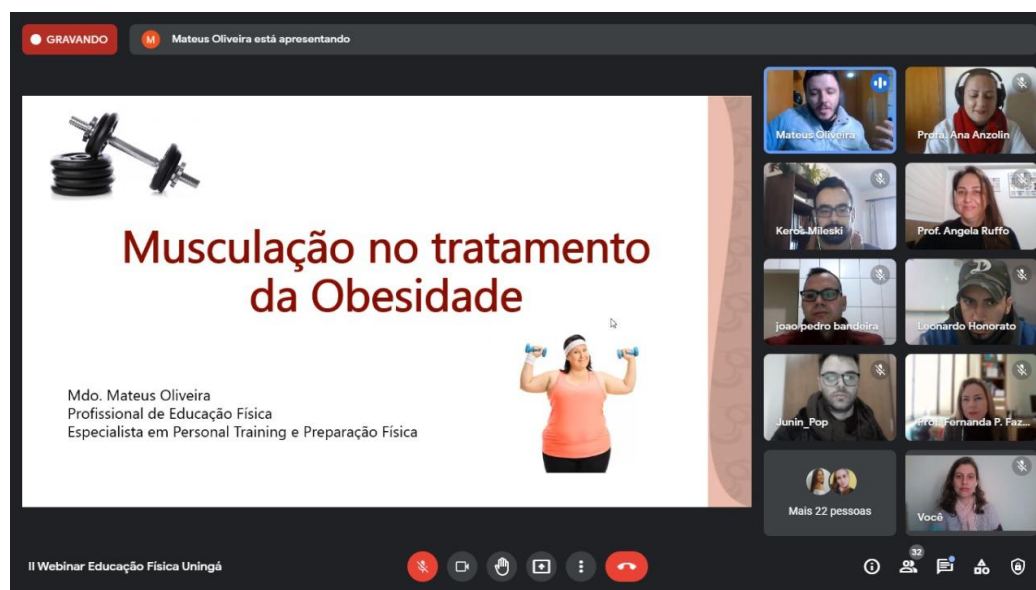 GRAVANDO
M
Mateus Oliveira está apresentando
Musculação no tratamento
da Obesidade
Mdo. Mateus Oliveira
Profissional de Educação Física
Especialista em Personal Training e Preparação Física
Mateus Oliveira
Profa. Ana Anzolin
Keros Mileski
Prof. Angela Ruffo
joao pedro bandeira
Leonardo Honorato
Junin_Pop
Prof. Fernanda P. Faz...
Mais 22 pessoas
Você
II Webinar Educação Física Uningá
32